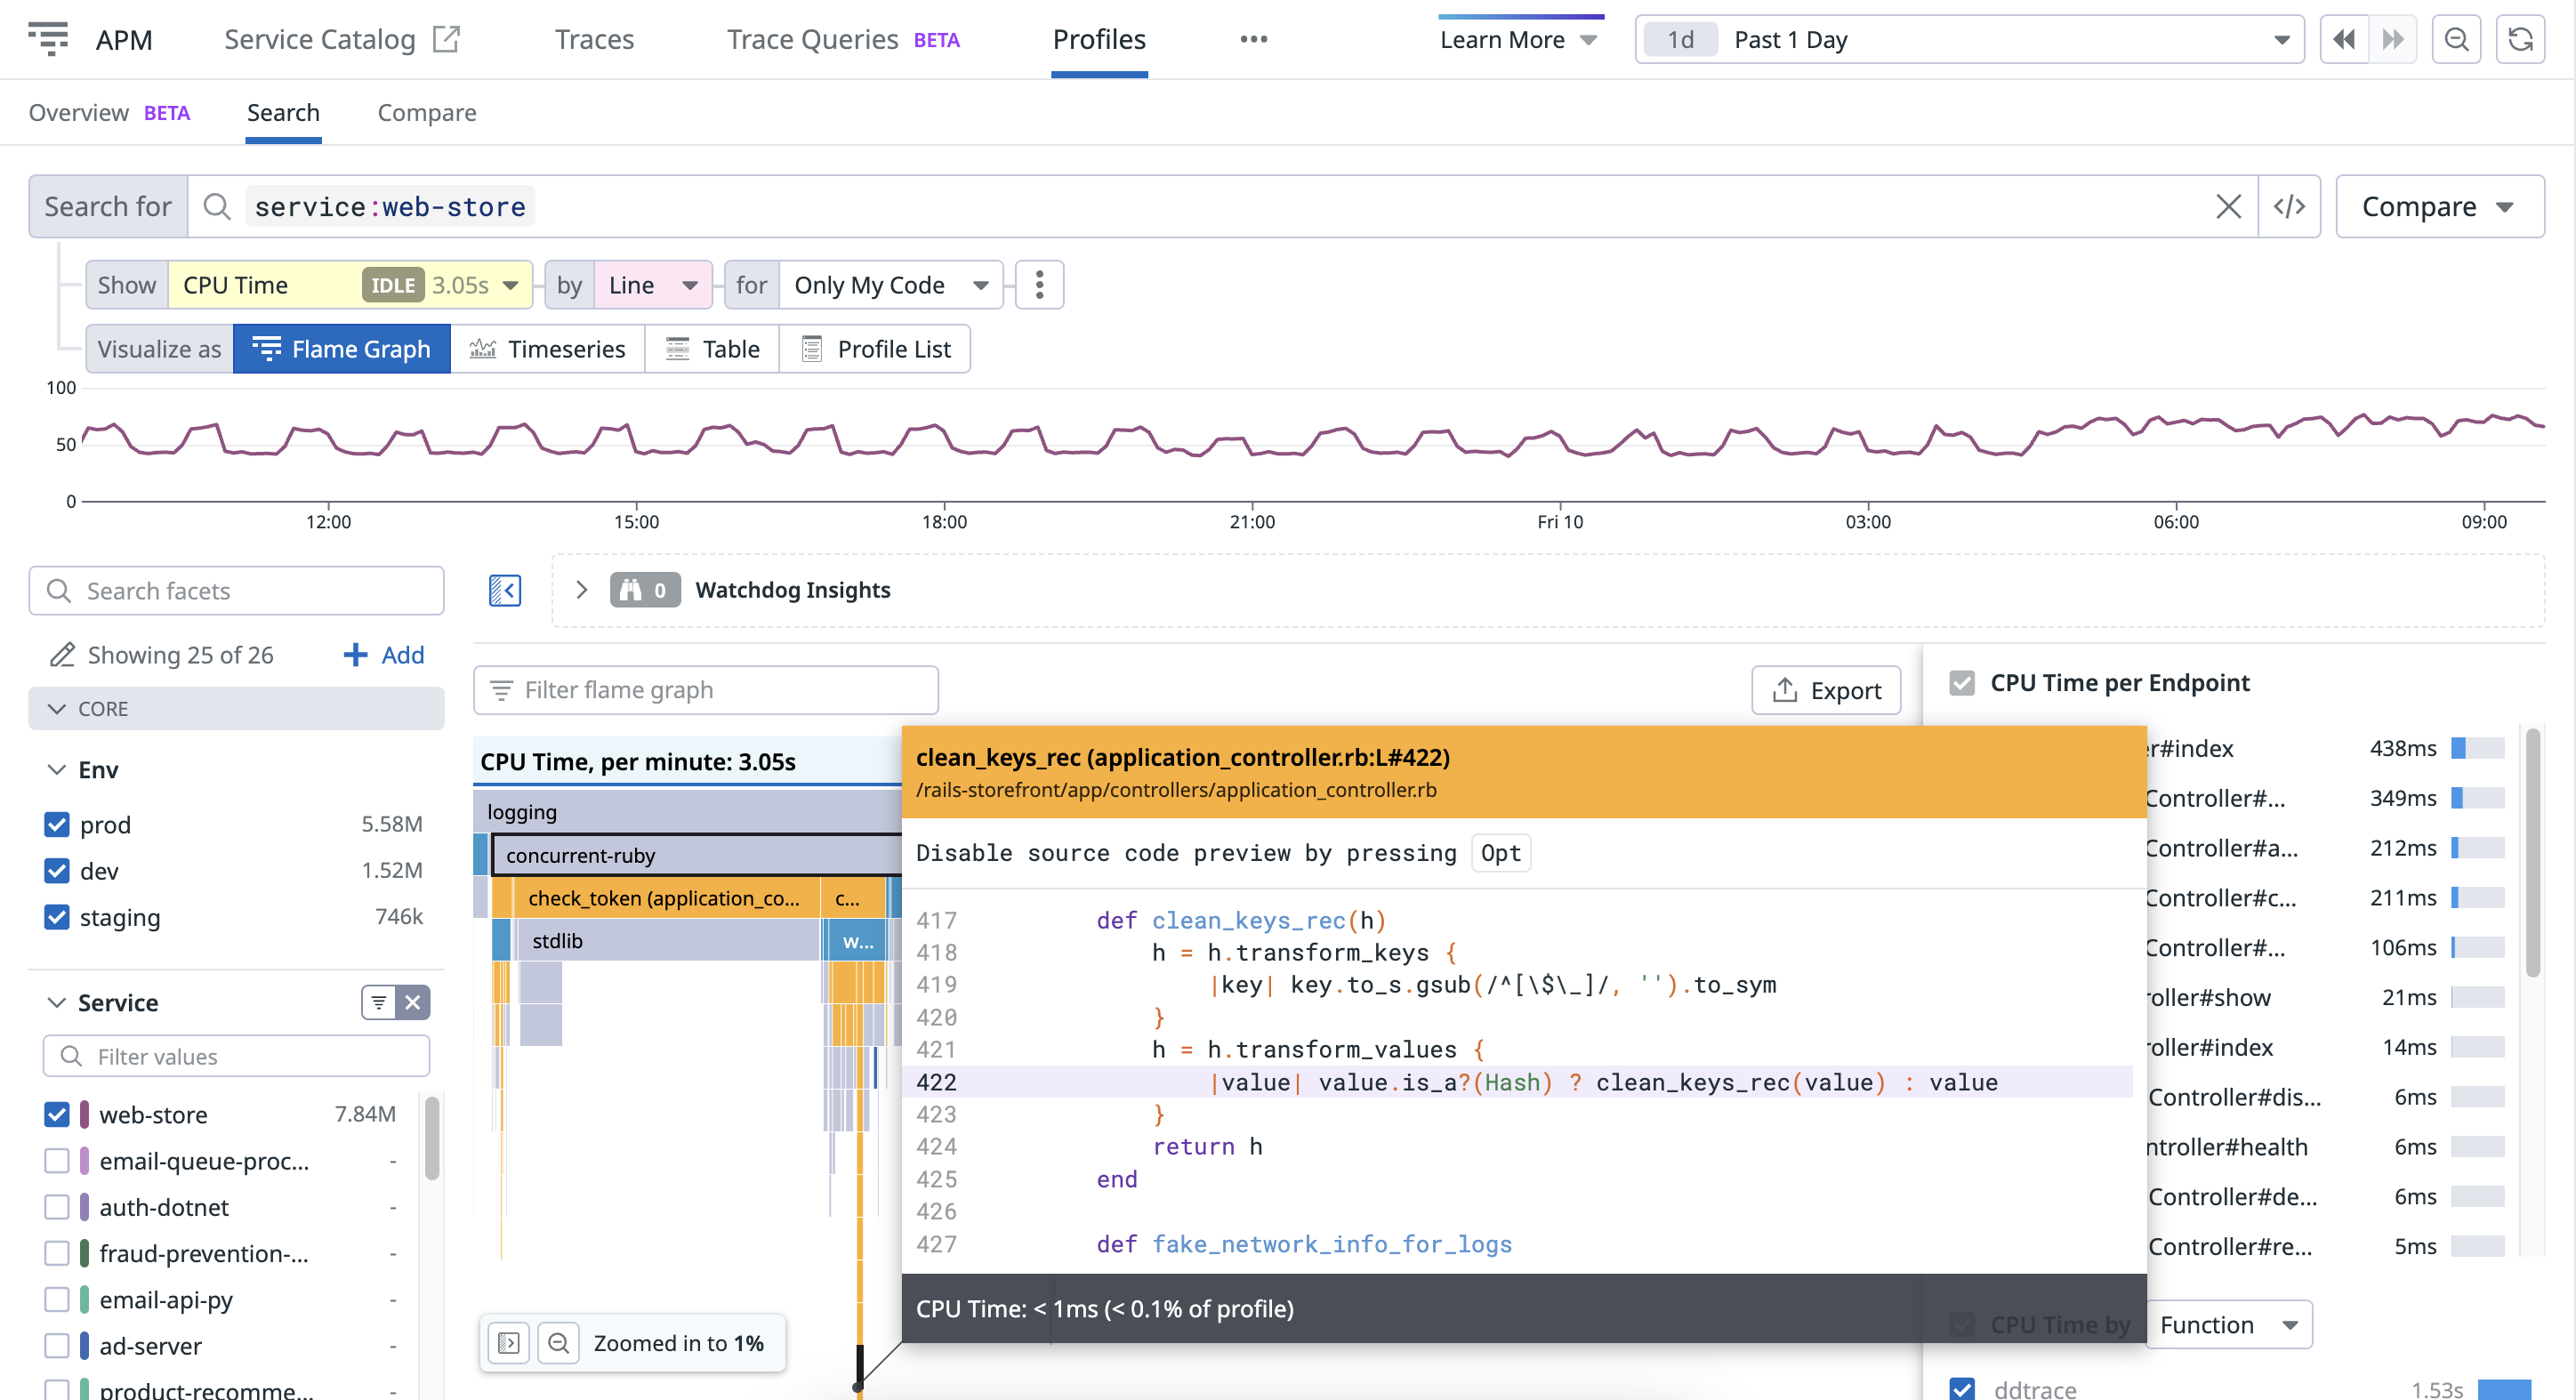 APM Service Catalog Traces Trace Queries BETA Profiles ••• Learn More 1d Past 1 Day
Overview BETA Search Compare
Search for service:web-store </> Compare
Show CPU Time IDLE 3.05s by Line for Only My Code
Visualize as Flame Graph Timeseries Table Profile List
100
50
0
12:00 15:00 18:00 21:00 Fri 10 03:00 06:00 09:00
Search facets
0 Watchdog Insights
Showing 25 of 26 + Add
CORE
Env
prod 5.58M
dev 1.52M
staging 746k
Service
Filter values
web-store 7.84M
email-queue-proc... -
auth-dotnet -
fraud-prevention-... -
email-api-py -
ad-server -
product-recomme... -
Filter flame graph
Export
CPU Time, per minute: 3.05s
logging
concurrent-ruby
check_token (application_co... c...
stdlib w...
Zoomed in to 1%
clean_keys_rec (application_controller.rb:L#422)
/rails-storefront/app/controllers/application_controller.rb
Disable source code preview by pressing Opt
417 def clean_keys_rec(h)
418 h = h.transform_keys {
419 |key| key.to_s.gsub(/^[\$\_]/, '').to_sym
420 }
421 h = h.transform_values {
422 |value| value.is_a?(Hash) ? clean_keys_rec(value) : value
423 }
424 return h
425 end
426
427 def fake_network_info_for_logs
CPU Time: < 1ms (< 0.1% of profile)
CPU Time per Endpoint
r#index 438ms
Controller#... 349ms
Controller#a... 212ms
Controller#c... 211ms
Controller#... 106ms
roller#show 21ms
roller#index 14ms
Controller#dis... 6ms
ntroller#health 6ms
Controller#de... 6ms
Controller#re... 5ms
CPU Time by Function
ddtrace 1.53s